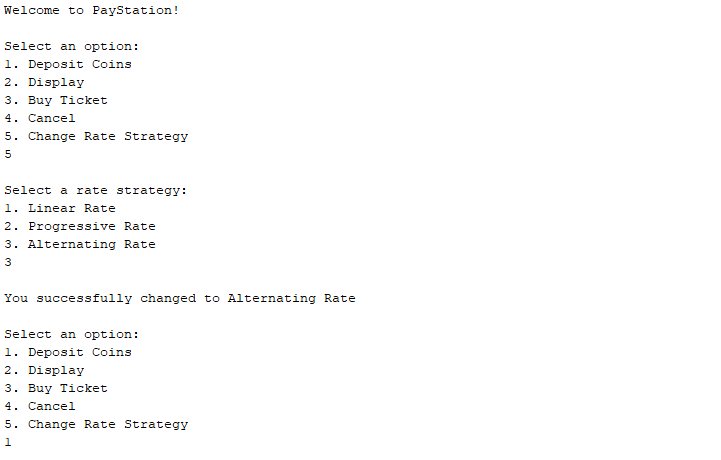 Welcome to PayStation!
Select an option:
1. Deposit Coins
2. Display
3. Buy Ticket
4. Cancel
5. Change Rate Strategy
5
Select a rate strategy:
1. Linear Rate
2. Progressive Rate
3. Alternating Rate
3
You successfully changed to Alternating Rate
Select an option:
1. Deposit Coins
2. Display
3. Buy Ticket
4. Cancel
5. Change Rate Strategy
1